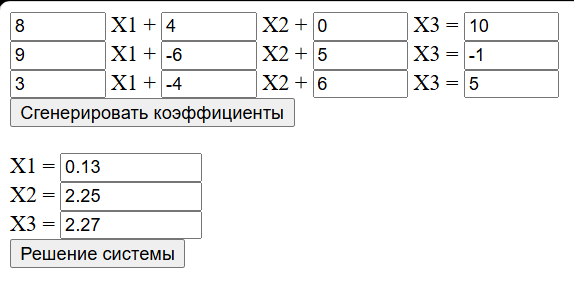 8 X1 + 4 X2 + 0 X3 = 10
9 X1 + -6 X2 + 5 X3 = -1
3 X1 + -4 X2 + 6 X3 = 5
Сгенерировать коэффициенты
X1 = 0.13
X2 = 2.25
X3 = 2.27
Решение системы